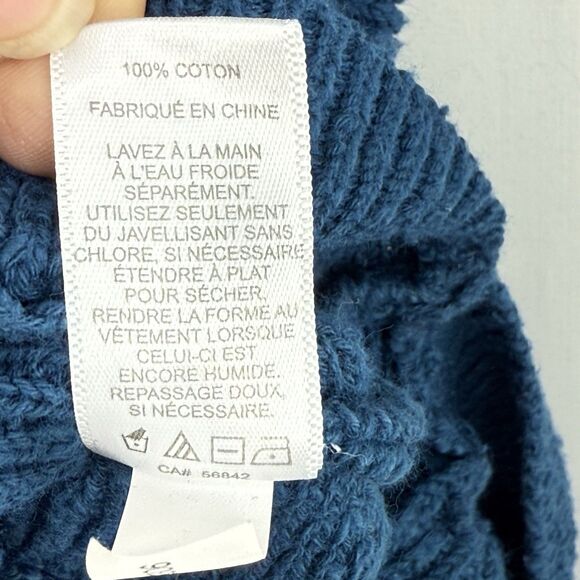 100% COTON
FABRIQUÉ EN CHINE
LAVEZ À LA MAIN
À L'EAU FROIDE
SÉPARÉMENT.
UTILISEZ SEULEMENT
DU JAVELLISANT SANS
CHLORE, SI NÉCESSAIRE
ÉTENDRE À PLAT
POUR SÉCHER.
RENDRE LA FORME AU
VÊTEMENT LORSQUE
CELUI-CI EST
ENCORE HUMIDE.
REPASSAGE DOUX,
SI NÉCESSAIRE.
CA# 56842